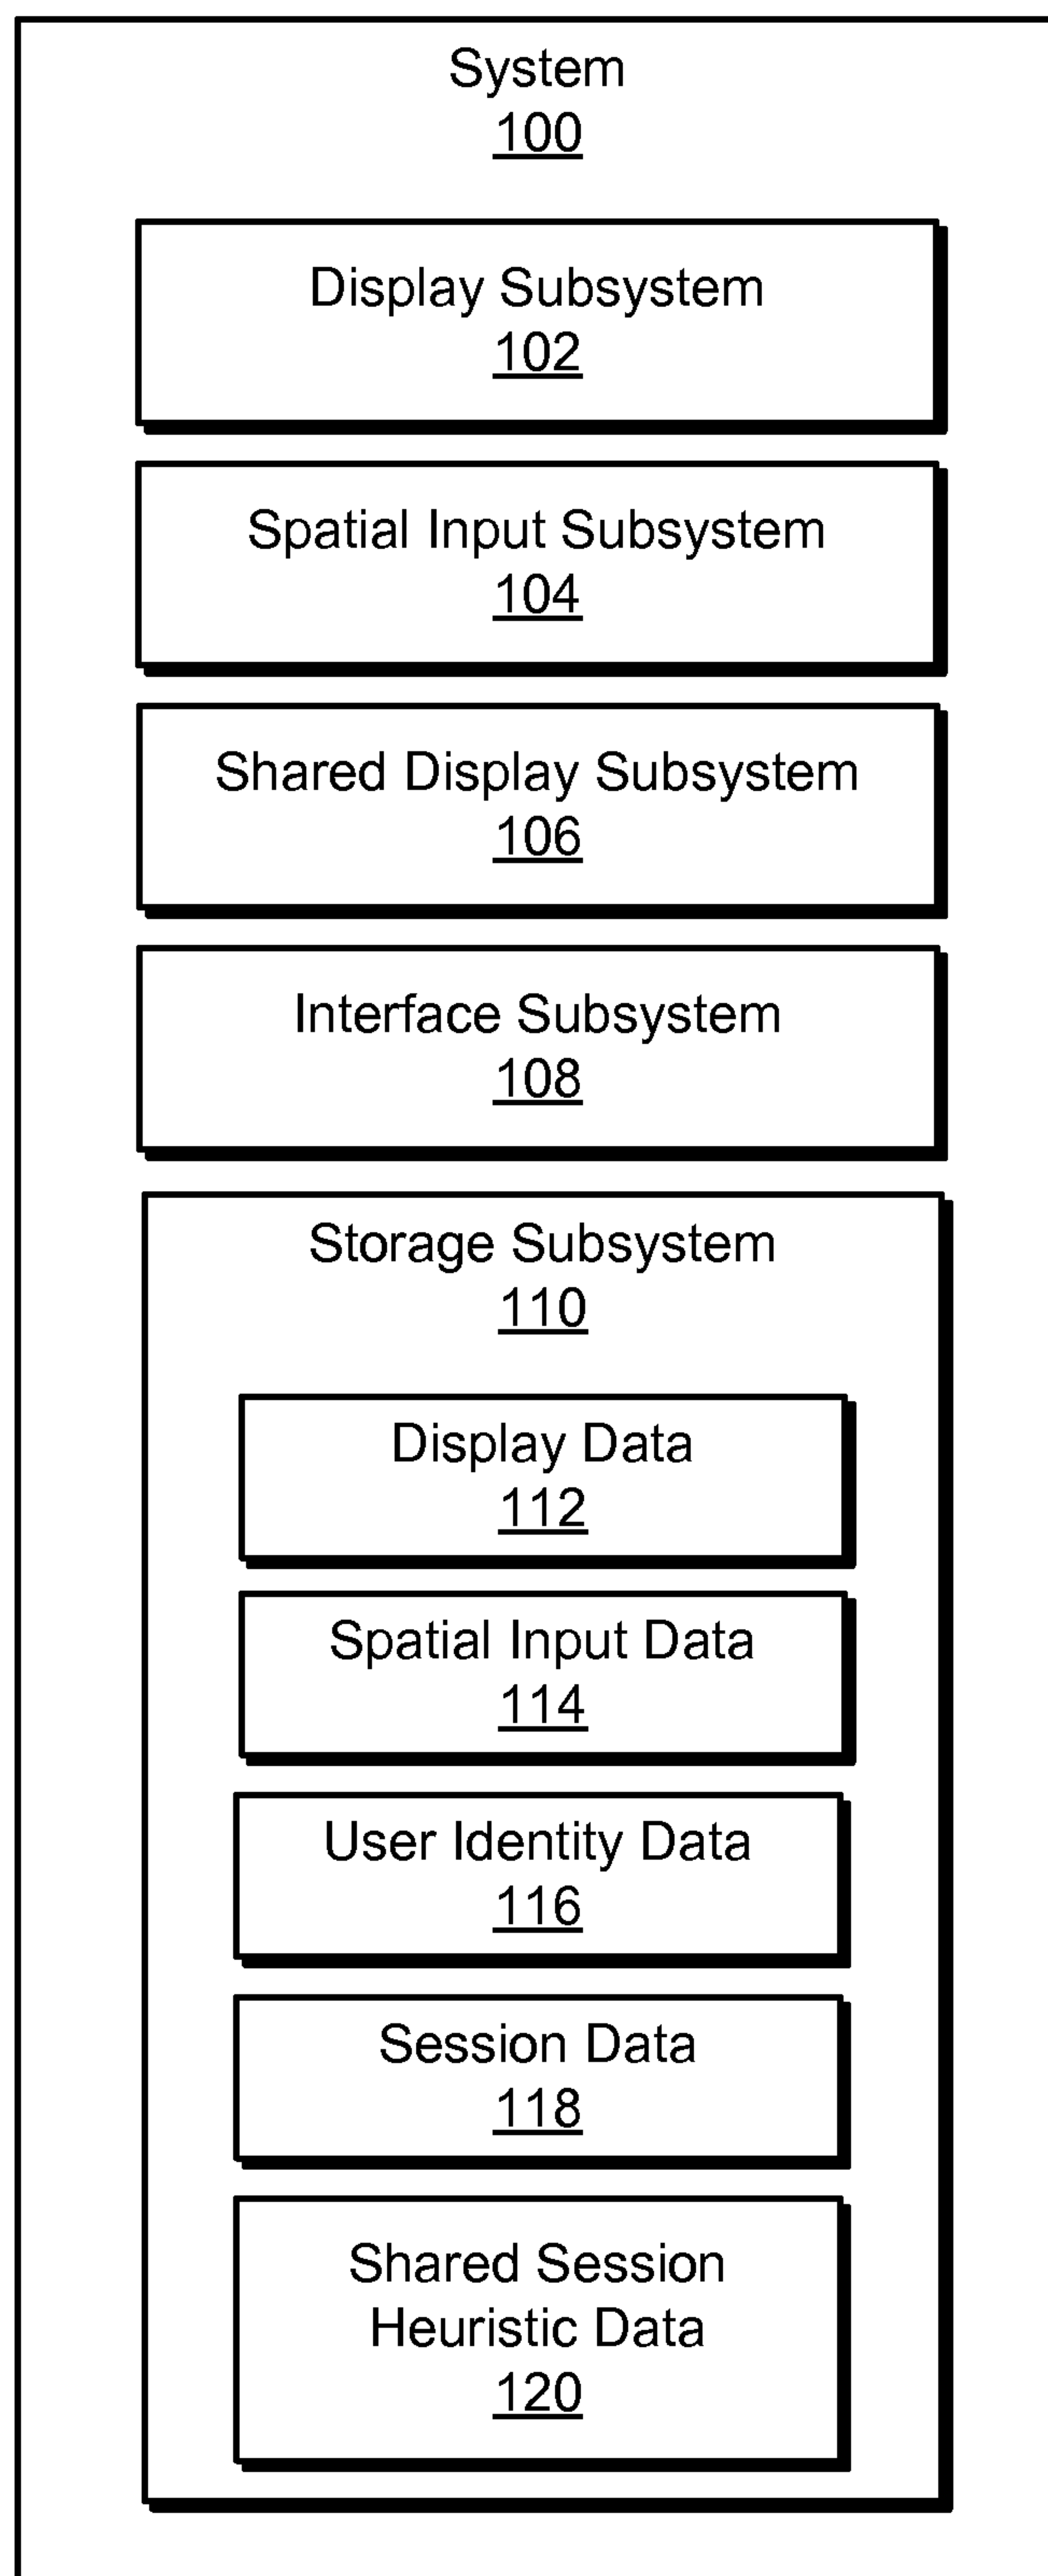 System
100
Display Subsystem
102
Spatial Input Subsystem
104
Shared Display Subsystem
106
Interface Subsystem
108
Storage Subsystem
110
Display Data
112
Spatial Input Data
114
User Identity Data
116
Session Data
118
Shared Session
Heuristic Data
120